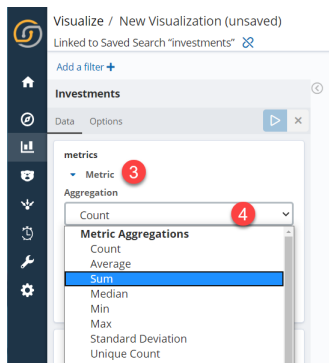 Visualize / New Visualization (unsaved)
Linked to Saved Search "investments"
Add a filter +
Investments
Data Options
metrics
Metric 3
Aggregation
Count 4
Metric Aggregations
Count
Average
Sum
Median
Min
Max
Standard Deviation
Unique Count